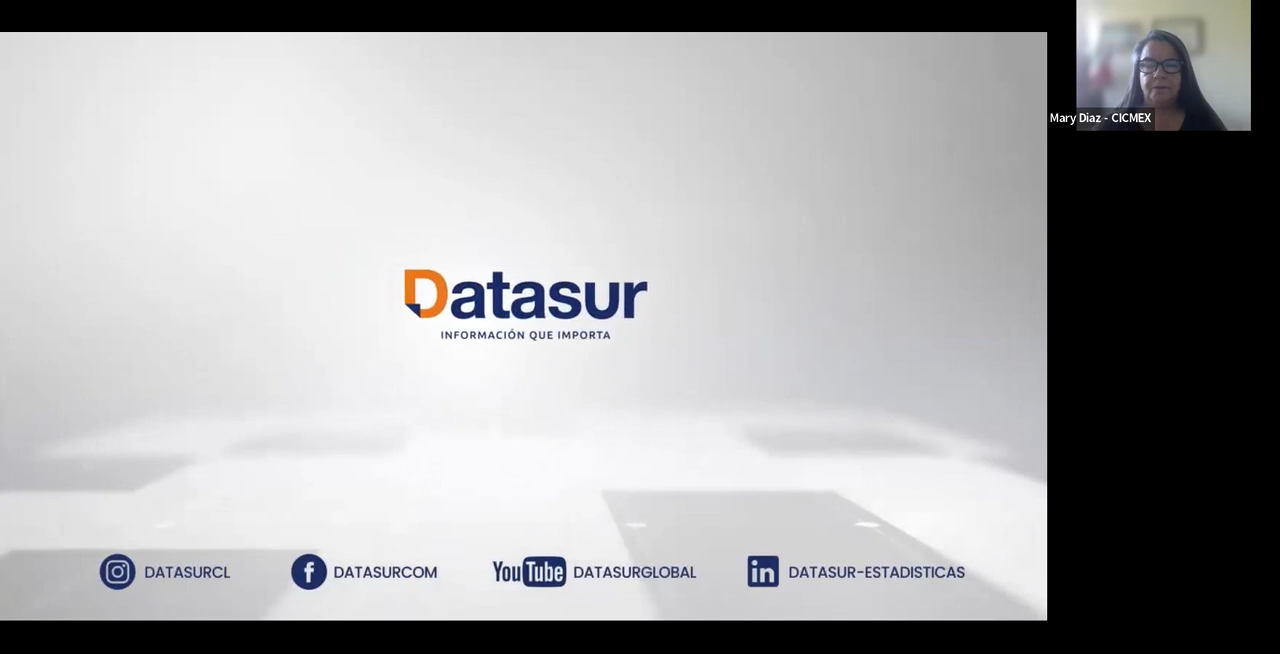 Mary Diaz - CICMEX
Datasur
INFORMACIÓN QUE IMPORTA
DATASURCL
DATASURCOM
YouTube DATASURGLOBAL
in DATASUR-ESTADISTICAS